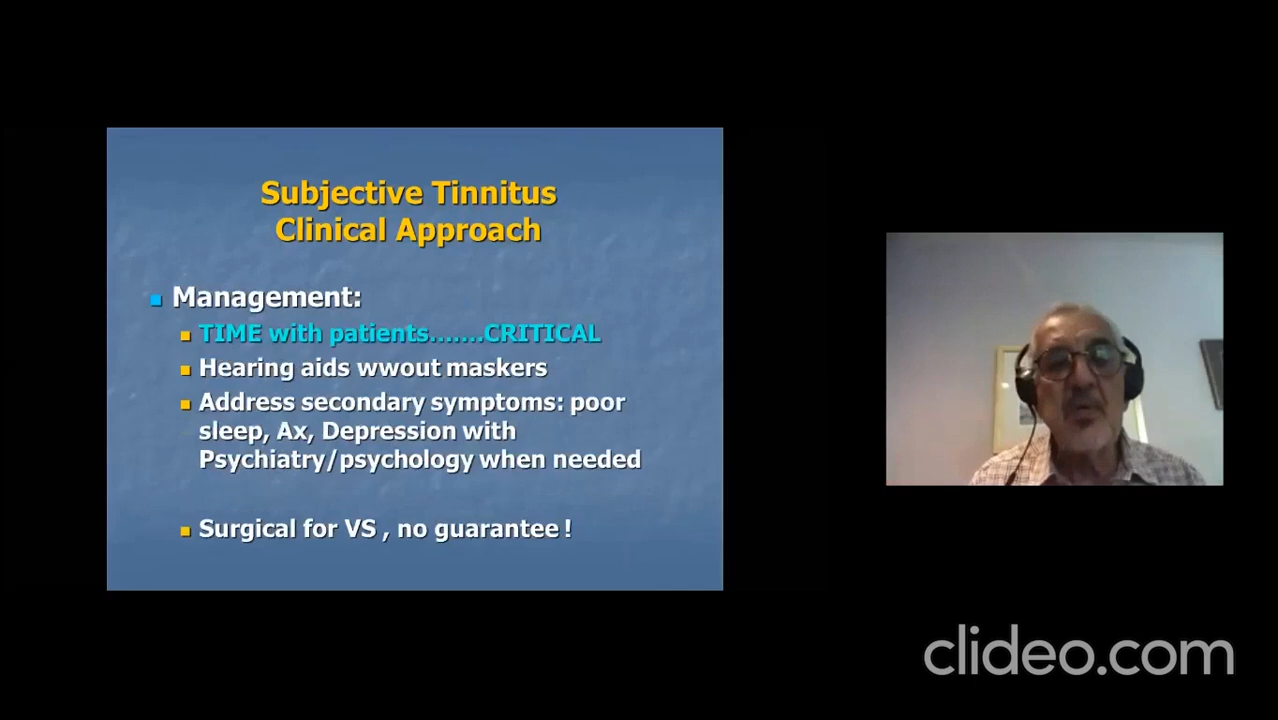 Subjective Tinnitus
Clinical Approach
Management:
TIME with patients.......CRITICAL
Hearing aids wwout maskers
Address secondary symptoms: poor
sleep, Ax, Depression with
Psychiatry/psychology when needed
Surgical for VS , no guarantee !
clideo.com